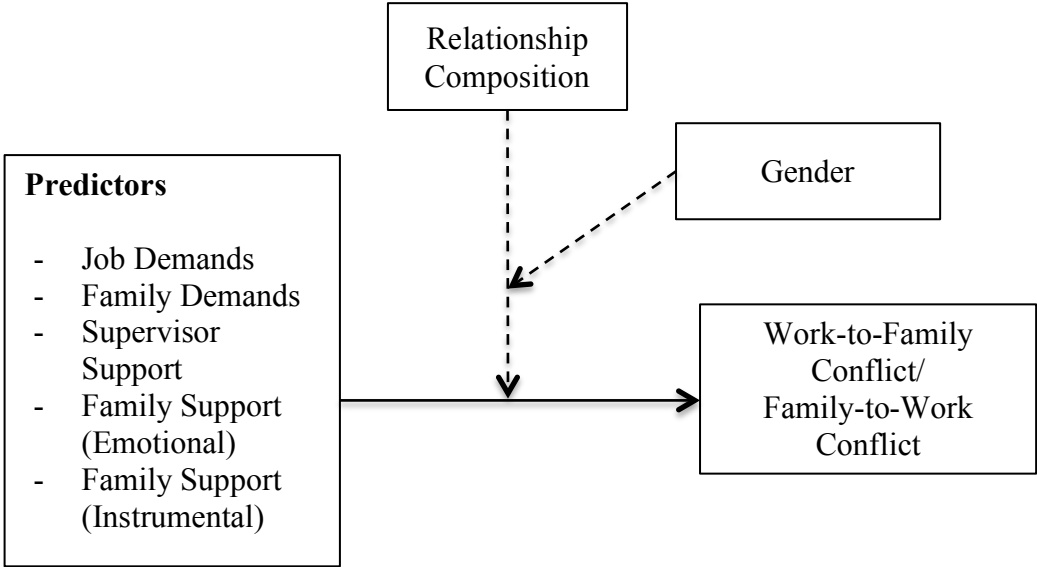 Relationship
Composition
Gender
Predictors
- Job Demands
- Family Demands
- Supervisor
Support
- Family Support
(Emotional)
- Family Support
(Instrumental)
Work-to-Family
Conflict/
Family-to-Work
Conflict